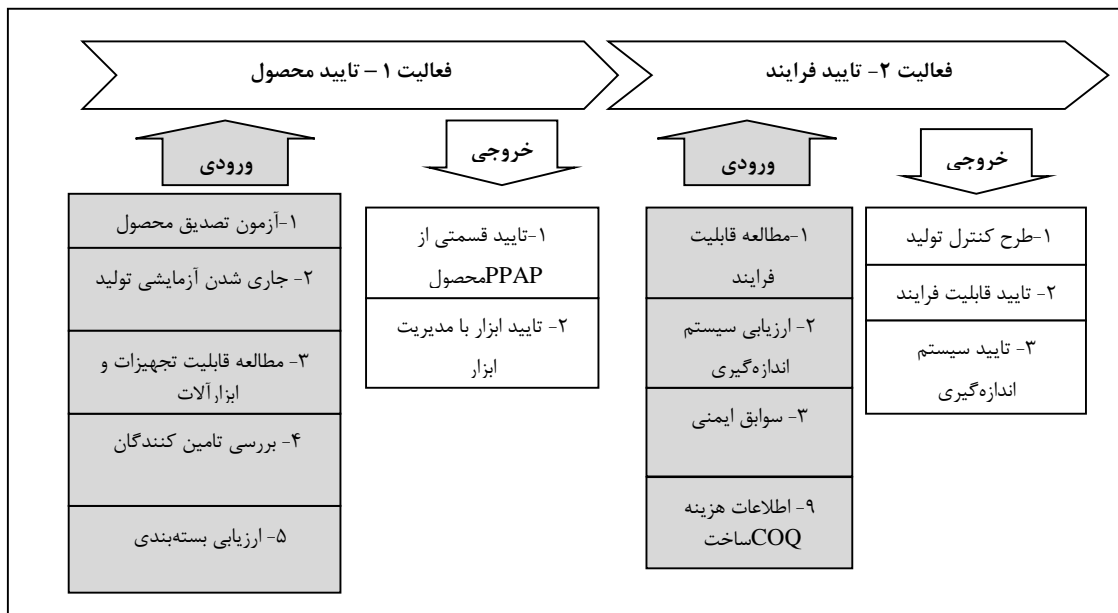 فعالیت ۱ – تایید محصول
ورودی
۱-آزمون تصدیق محصول
۲- جاری شدن آزمایشی تولید
۳- مطالعه قابلیت تجهیزات و
ابزارآلات
۴- بررسی تامین کنندگان
۵- ارزیابی بسته‌بندی
خروجی
۱-تایید قسمتی از
محصولPPAP
۲- تایید ابزار با مدیریت
ابزار
فعالیت ۲- تایید فرایند
ورودی
۱-مطالعه قابلیت
فرایند
۲- ارزیابی سیستم
اندازه‌گیری
۳- سوابق ایمنی
۹- اطلاعات هزینه
ساختCOQ
خروجی
۱-طرح کنترل تولید
۲- تایید قابلیت فرایند
۳- تایید سیستم
اندازه‌گیری